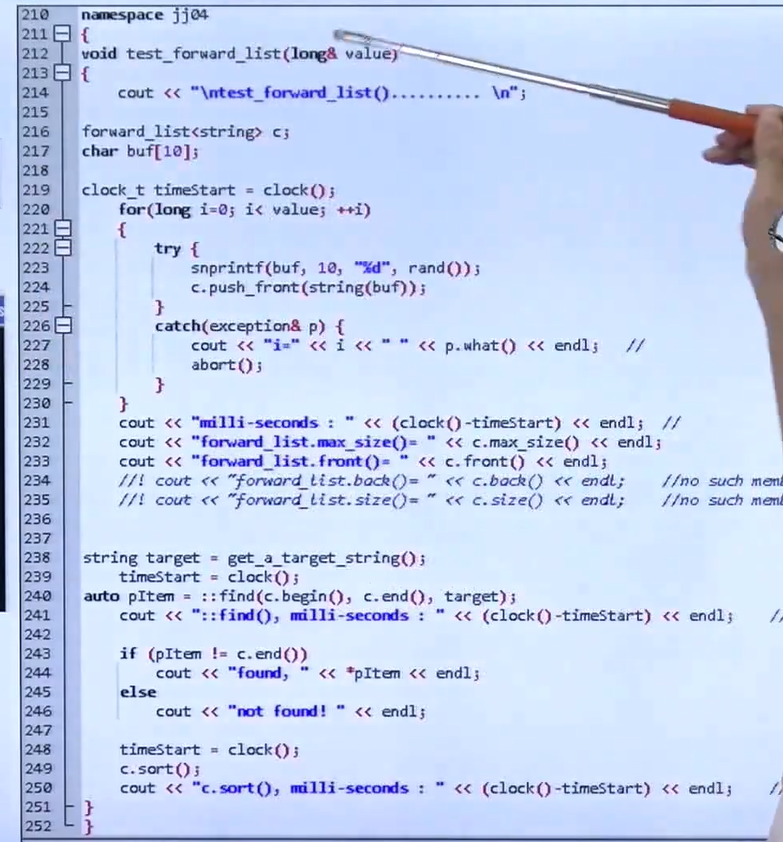 210 namespace jj04
211 {
212 void test_forward_list(long& value)
213 {
214     cout << "\ntest_forward_list().......... \n";
215
216 forward_list<string> c;
217 char buf[10];
218
219 clock_t timeStart = clock();
220     for(long i=0; i< value; ++i)
221     {
222         try {
223             snprintf(buf, 10, "%d", rand());
224             c.push_front(string(buf));
225         }
226         catch(exception& p) {
227             cout << "i=" << i << " " << p.what() << endl;   //
228             abort();
229         }
230     }
231     cout << "milli-seconds : " << (clock()-timeStart) << endl;  //
232     cout << "forward_list.max_size()= " << c.max_size() << endl;
233     cout << "forward_list.front()= " << c.front() << endl;
234     //! cout << "forward_list.back()= " << c.back() << endl;    //no such
235     //! cout << "forward_list.size()= " << c.size() << endl;    //no such
236
237
238 string target = get_a_target_string();
239     timeStart = clock();
240 auto pItem = ::find(c.begin(), c.end(), target);
241     cout << "::find(), milli-seconds : " << (clock()-timeStart) << endl;
242
243     if (pItem != c.end())
244         cout << "found, " << *pItem << endl;
245     else
246         cout << "not found! " << endl;
247
248     timeStart = clock();
249     c.sort();
250     cout << "c.sort(), milli-seconds : " << (clock()-timeStart) << endl;
251 }
252 }